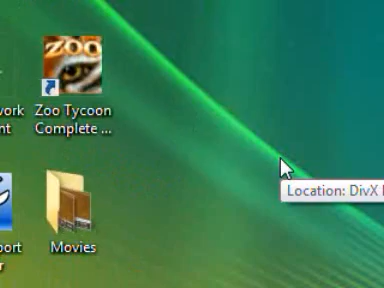 ZOO
work
nt
Zoo Tycoon
Complete ...
Location: DivX
port
r
Movies